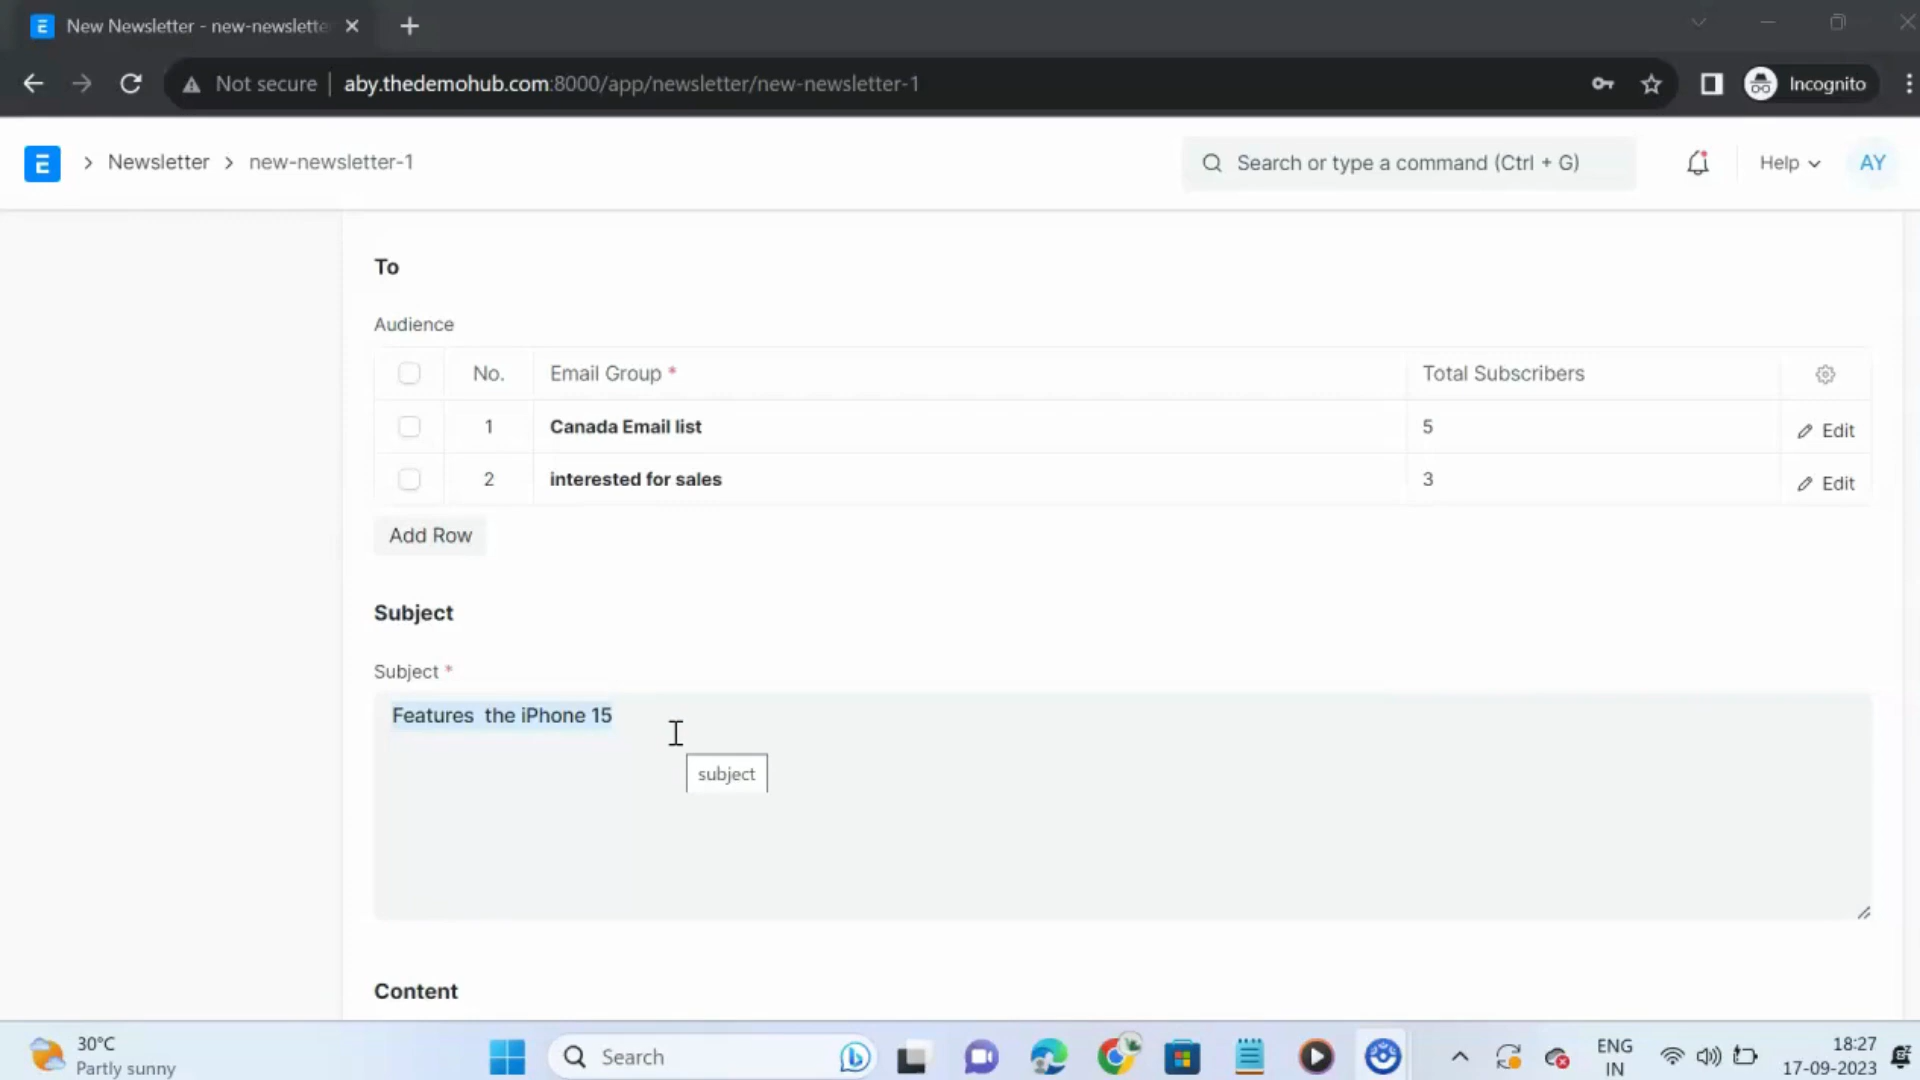 New Newsletter - new-newslette
Not secure aby.thedemohub.com:8000/app/newsletter/new-newsletter-1 Incognito
E > Newsletter > new-newsletter-1 Search or type a command (Ctrl + G) Help AY
To
Audience
No. Email Group * Total Subscribers
1 Canada Email list 5 Edit
2 interested for sales 3 Edit
Add Row
Subject
Subject *
Features  the iPhone 15
subject
Content
30°C
Partly sunny
Search
ENG
IN
18:27
17-09-2023